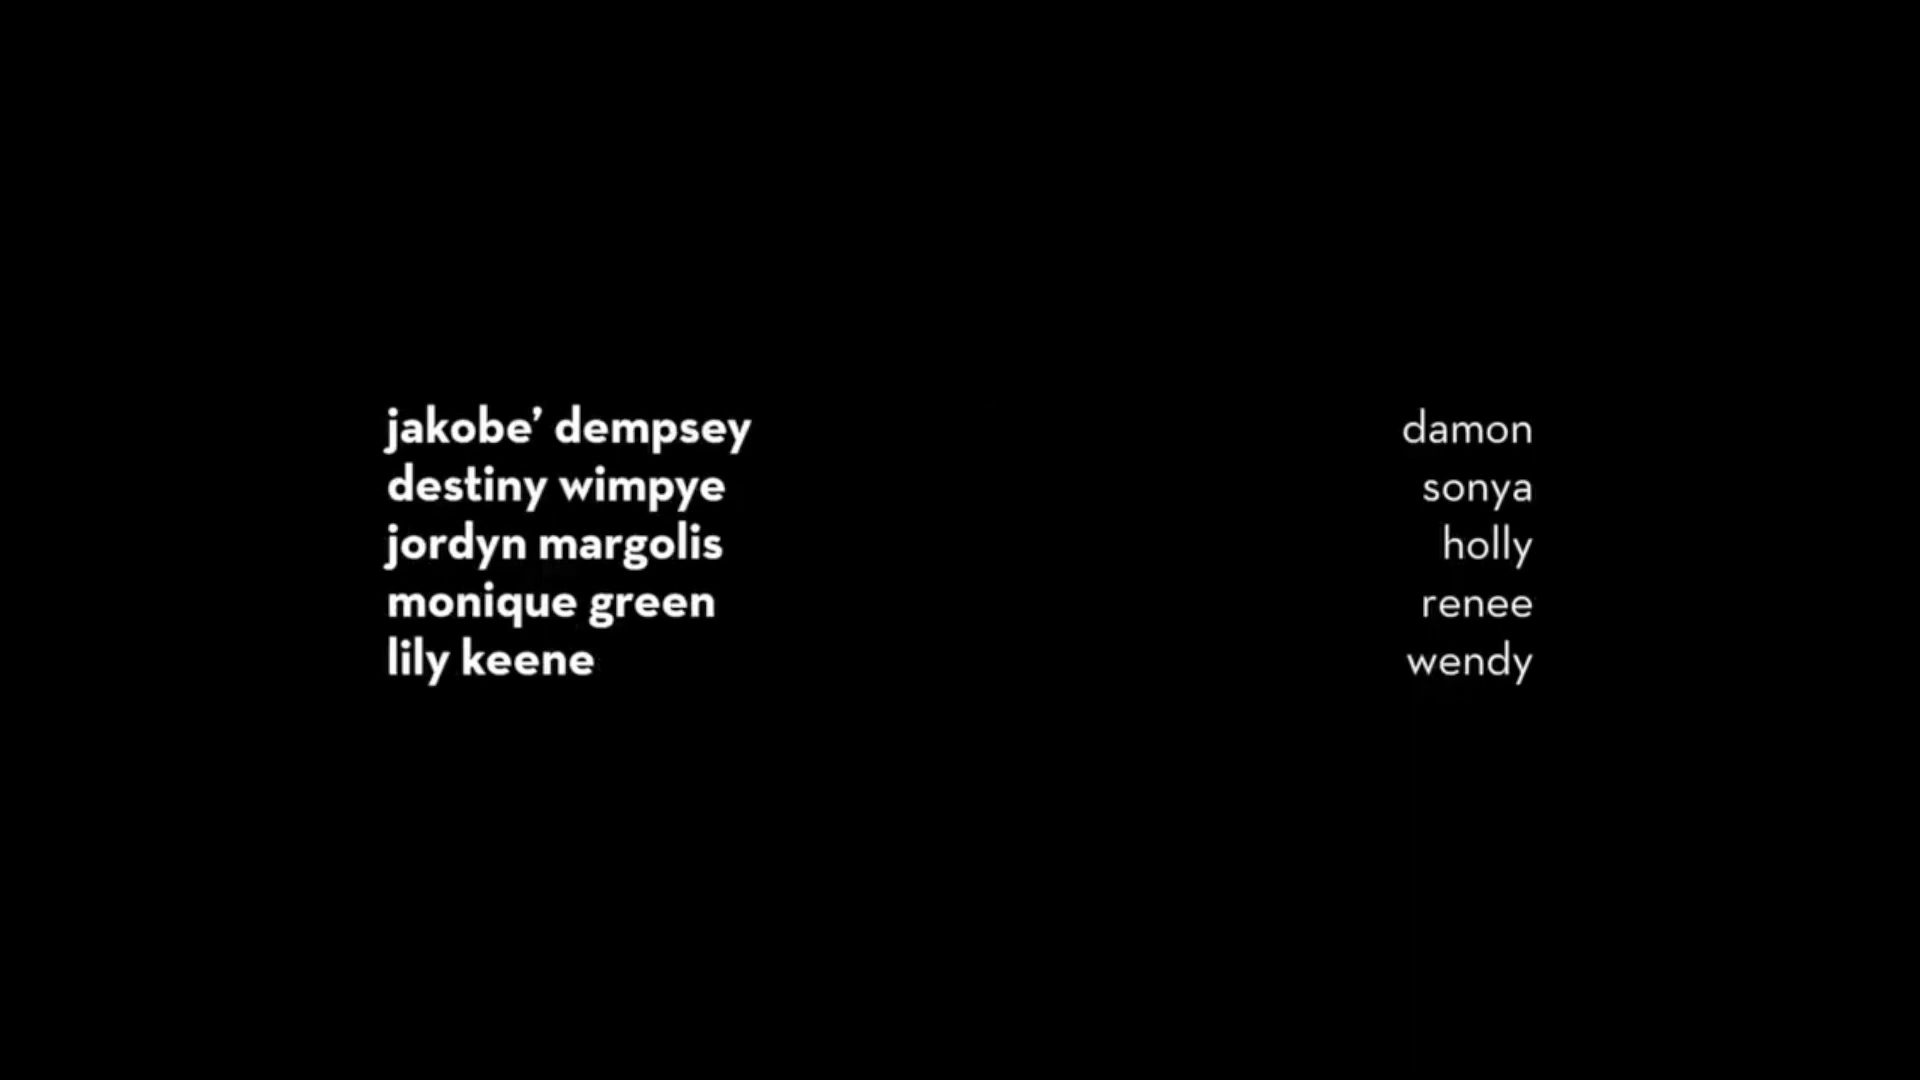 jakobe’ dempsey damon
destiny wimpye sonya
jordyn margolis holly
monique green renee
lily keene wendy